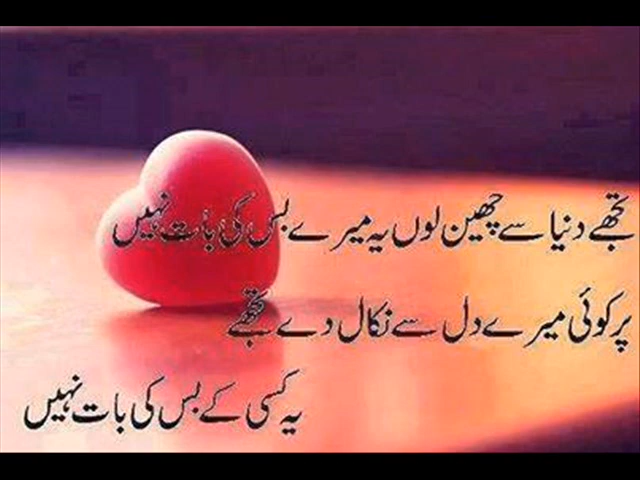 تجھے دنیا سے چھین لوں یہ میرے بس کی بات نہیں
پر کوئی میرے دل سے نکال دے تجھے
یہ کسی کے بس کی بات نہیں